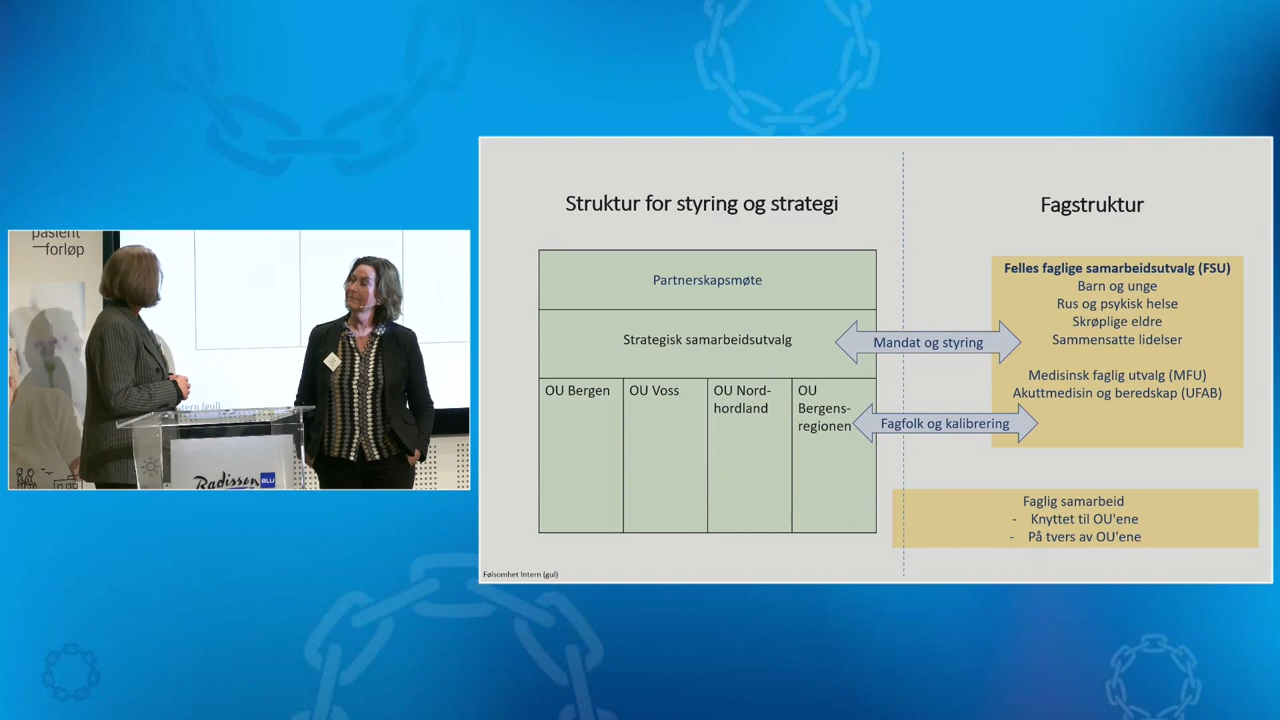 pasient
forløp
Intern (gul)
Radisson
BLU
Struktur for styring og strategi
Fagstruktur
Partnerskapsmøte
Strategisk samarbeidsutvalg
OU Bergen
OU Voss
OU Nord-
hordland
OU
Bergens-
regionen
Mandat og styring
Fagfolk og kalibrering
Felles faglige samarbeidsutvalg (FSU)
Barn og unge
Rus og psykisk helse
Skrøplige eldre
Sammensatte lidelser
Medisinsk faglig utvalg (MFU)
Akuttmedisin og beredskap (UFAB)
Faglig samarbeid
- Knyttet til OU'ene
- På tvers av OU'ene
Følsomhet Intern (gul)